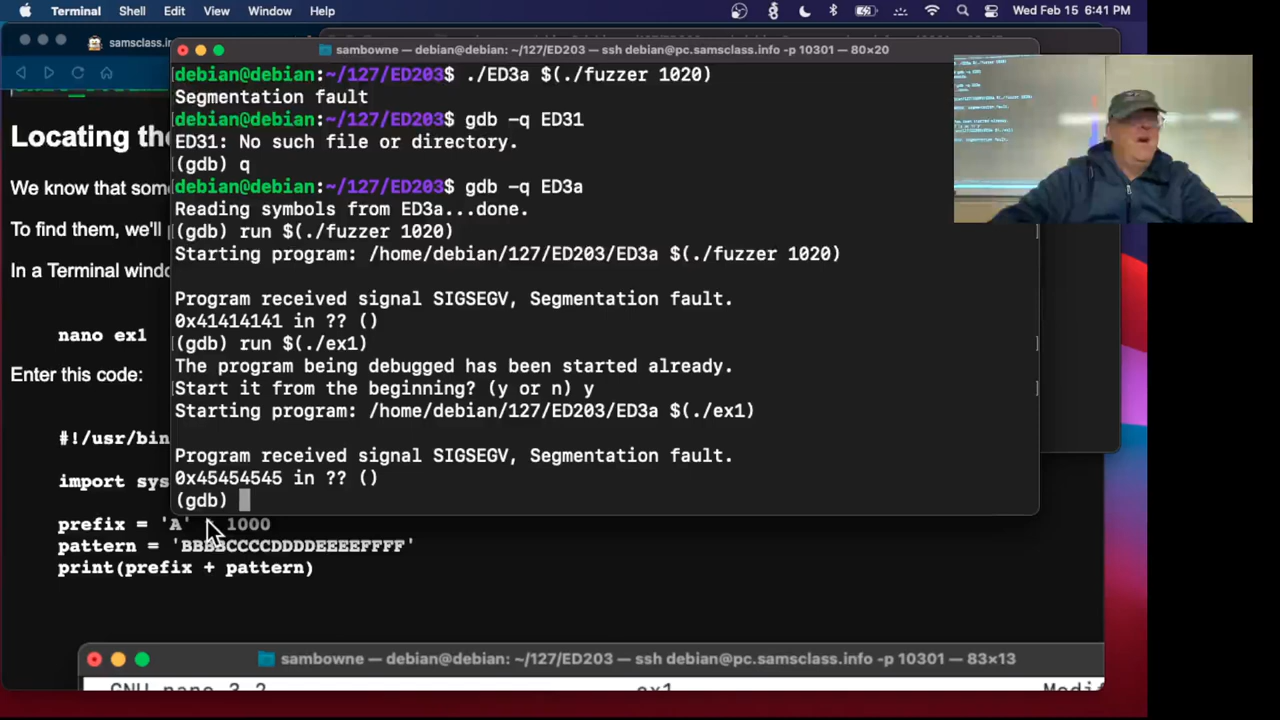 Terminal Shell Edit View Window Help
Wed Feb 15 6:41 PM
samsclass.in
sambowne — debian@debian: ~/127/ED203 — ssh debian@pc.samsclass.info -p 10301 — 80×20
debian@debian:~/127/ED203$ ./ED3a $(./fuzzer 1020)
Segmentation fault
debian@debian:~/127/ED203$ gdb -q ED31
ED31: No such file or directory.
(gdb) q
debian@debian:~/127/ED203$ gdb -q ED3a
Reading symbols from ED3a...done.
(gdb) run $(./fuzzer 1020)
Starting program: /home/debian/127/ED203/ED3a $(./fuzzer 1020)
Program received signal SIGSEGV, Segmentation fault.
0x41414141 in ?? ()
(gdb) run $(./ex1)
The program being debugged has been started already.
Start it from the beginning? (y or n) y
Starting program: /home/debian/127/ED203/ED3a $(./ex1)
Program received signal SIGSEGV, Segmentation fault.
0x45454545 in ?? ()
(gdb)
Locating the
We know that som
To find them, we'll
In a Terminal windo
nano ex1
Enter this code:
#!/usr/bin
import sys
prefix = 'A' 1000
pattern = 'BBBBCCCCDDDDEEEEFFFF'
print(prefix + pattern)
sambowne — debian@debian: ~/127/ED203 — ssh debian@pc.samsclass.info -p 10301 — 83×13
GNU nano 3.2 ex1